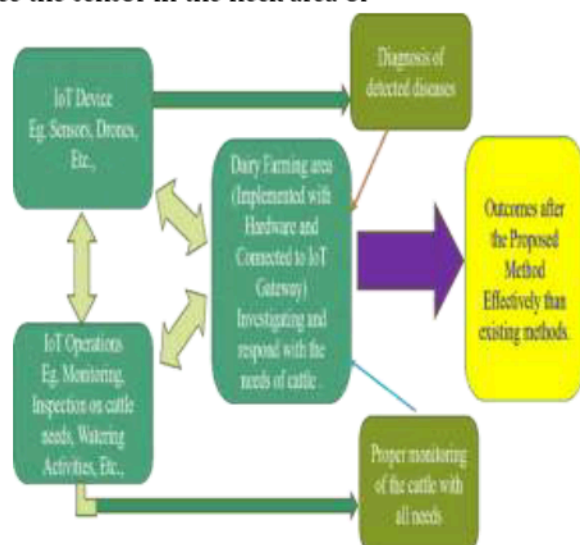 IoT Device
Eg. Sensors, Drones,
Etc.,
Diagnosis of
detected diseases
Dairy Farming area
(Implemented with
Hardware and
Connected to IoT
Gateway)
Investigating and
respond with the
needs of cattle .
Outcomes after
the Proposed
Method
Effectively than
existing methods.
IoT Operations
Eg. Monitoring,
Inspection on cattle
needs, Watering
Activities, Etc.,
Proper monitoring
of the cattle with
all needs